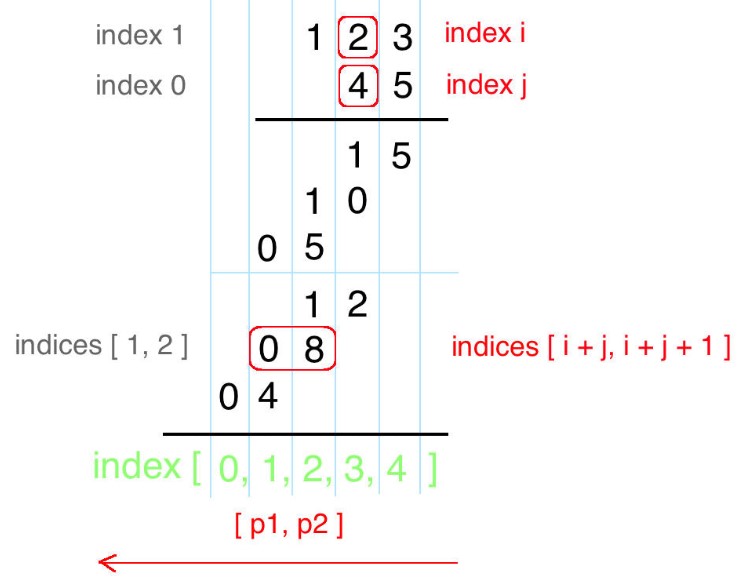 index 1 1 2 3 index i
index 0 4 5 index j
1 5
1 0
0 5
1 2
indices [ 1, 2 ] 0 8 indices [ i + j, i + j + 1 ]
0 4
index [ 0, 1, 2, 3, 4 ]
[ p1, p2 ]